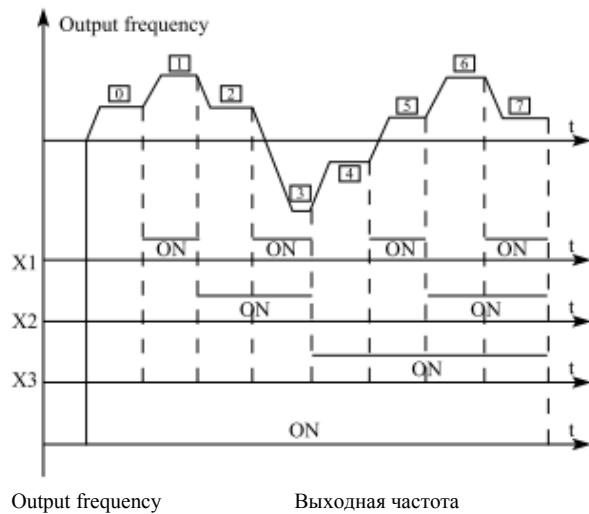 Output frequency
1
6
0
2
5
7
t
4
3
ON
ON
ON
ON
t
X1
ON
ON
t
X2
ON
t
X3
ON
t
Output frequency Выходная частота